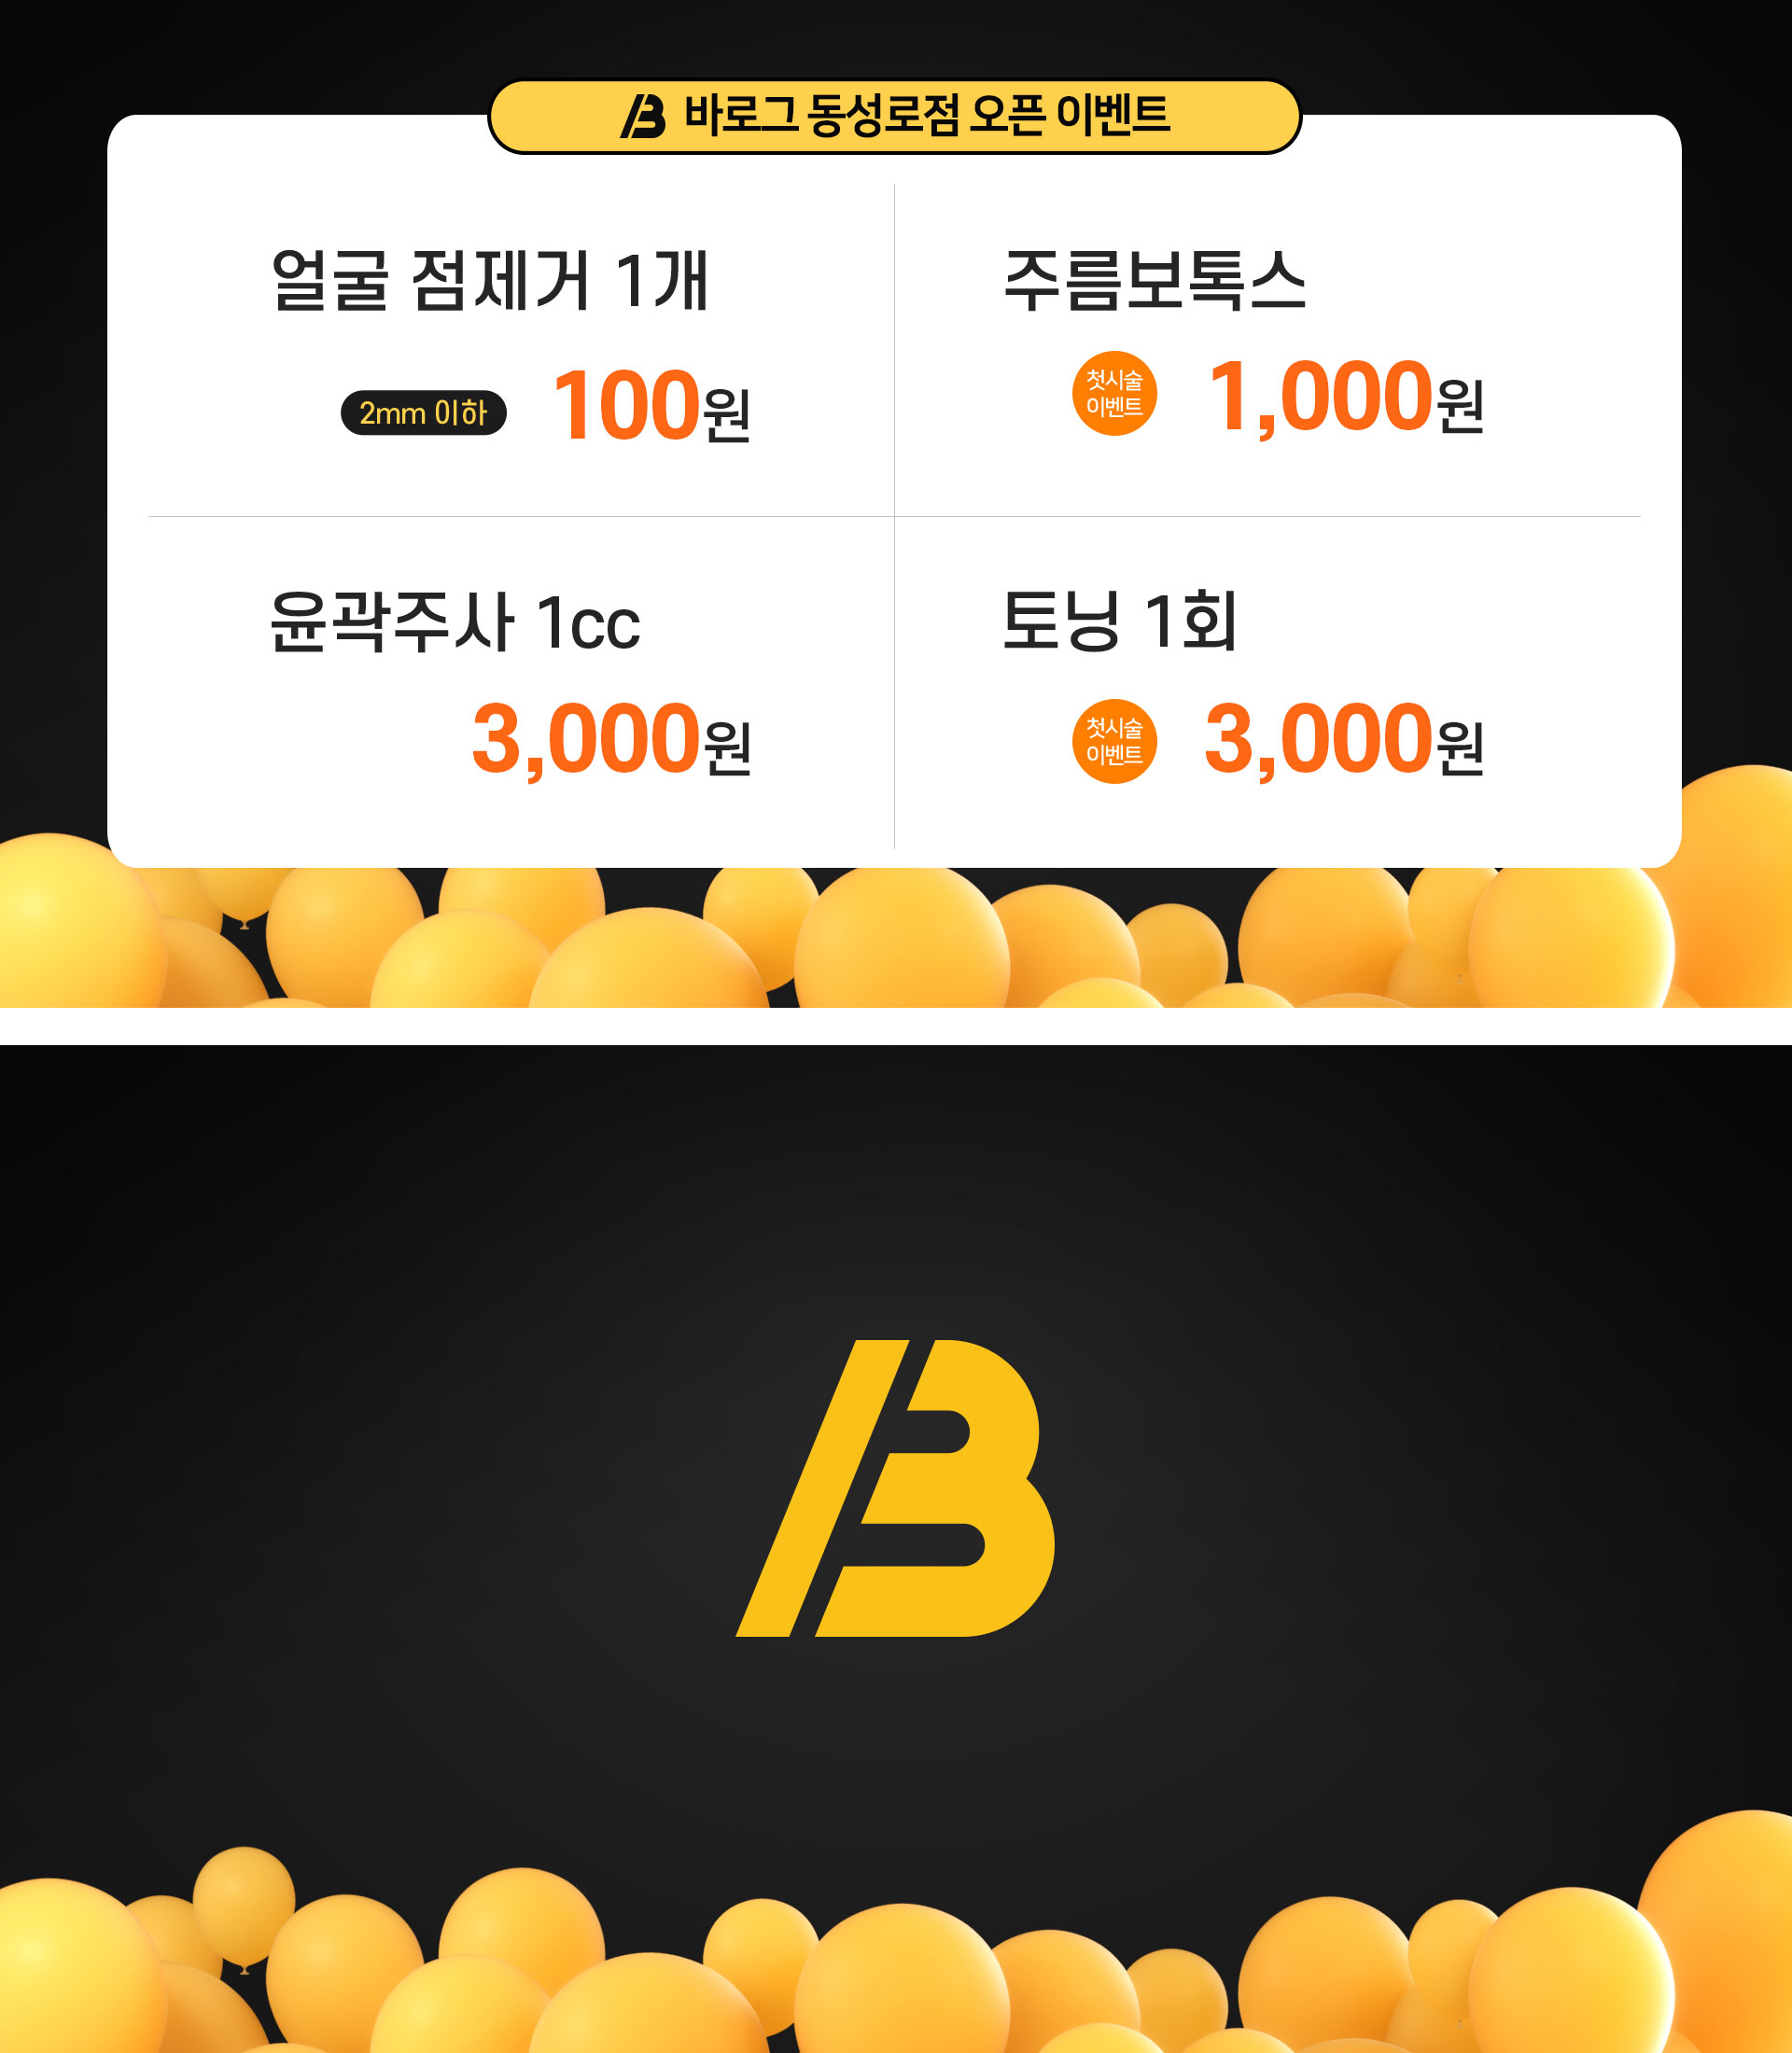 바로그 동성로점 오픈 이벤트
얼굴 점제거 1개
2mm 이하 100원
주름보톡스
첫시술
이벤트
1,000원
윤곽주사 1cc
3,000원
토닝 1회
첫시술
이벤트
3,000원
B